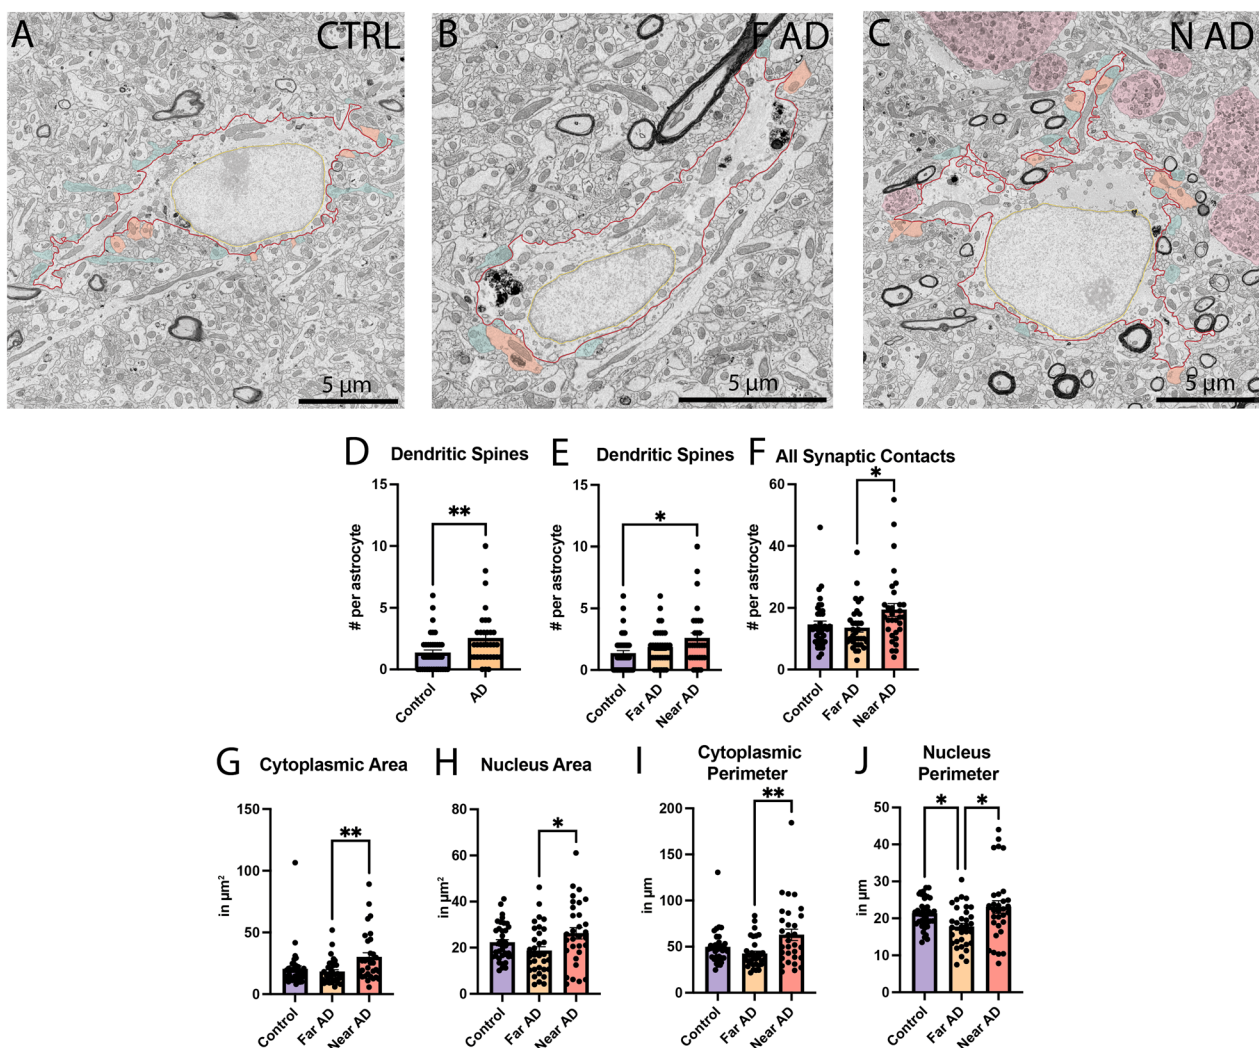 A
CTRL
5 µm
B
F AD
5 µm
C
N AD
5 µm
D
Dendritic Spines
# per astrocyte
15
10
5
0
**
Control
AD
E
Dendritic Spines
# per astrocyte
15
10
5
0
*
Control
Far AD
Near AD
F
All Synaptic Contacts
# per astrocyte
60
40
20
0
*
Control
Far AD
Near AD
G
Cytoplasmic Area
in µm²
150
100
50
0
**
Control
Far AD
Near AD
H
Nucleus Area
in µm²
80
60
40
20
0
*
Control
Far AD
Near AD
I
Cytoplasmic
Perimeter
in µm
200
150
100
50
0
**
Control
Far AD
Near AD
J
Nucleus
Perimeter
in µm
50
40
30
20
10
0
*
*
Control
Far AD
Near AD